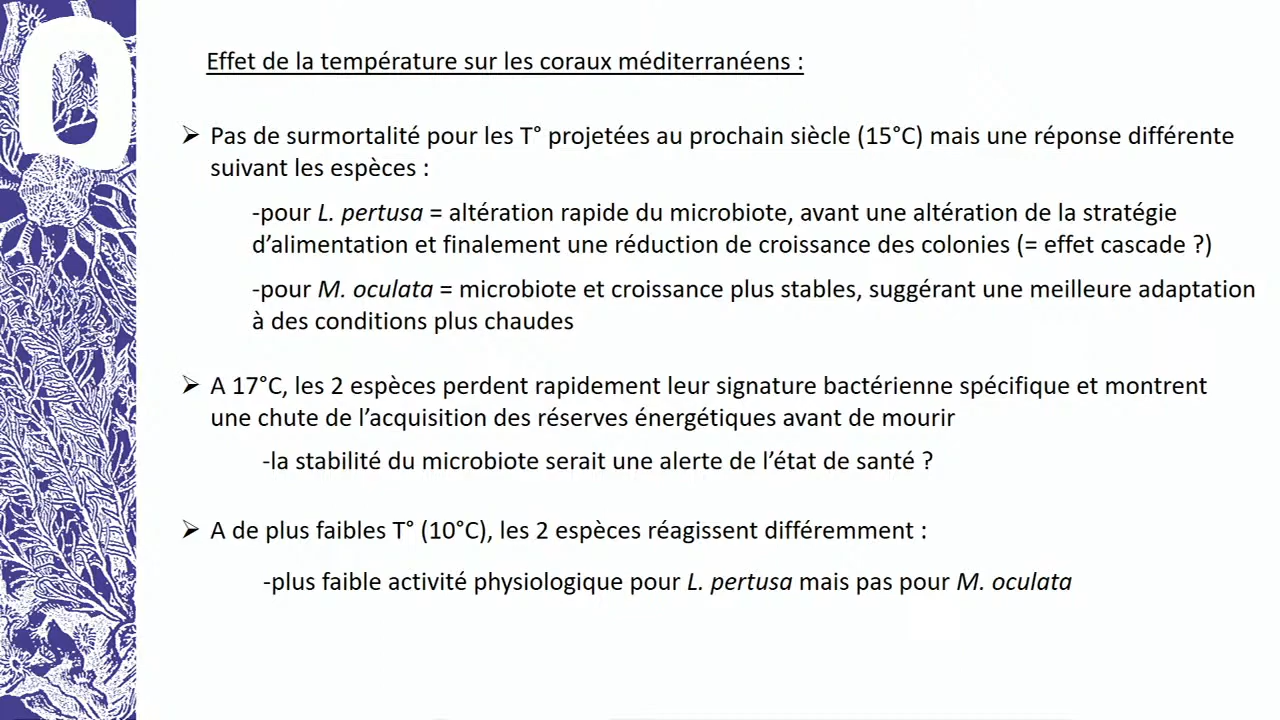 Effet de la température sur les coraux méditerranéens :
➢ Pas de surmortalité pour les T° projetées au prochain siècle (15°C) mais une réponse différente
suivant les espèces :
-pour L. pertusa = altération rapide du microbiote, avant une altération de la stratégie
d’alimentation et finalement une réduction de croissance des colonies (= effet cascade ?)
-pour M. oculata = microbiote et croissance plus stables, suggérant une meilleure adaptation
à des conditions plus chaudes
➢ A 17°C, les 2 espèces perdent rapidement leur signature bactérienne spécifique et montrent
une chute de l’acquisition des réserves énergétiques avant de mourir
-la stabilité du microbiote serait une alerte de l’état de santé ?
➢ A de plus faibles T° (10°C), les 2 espèces réagissent différemment :
-plus faible activité physiologique pour L. pertusa mais pas pour M. oculata